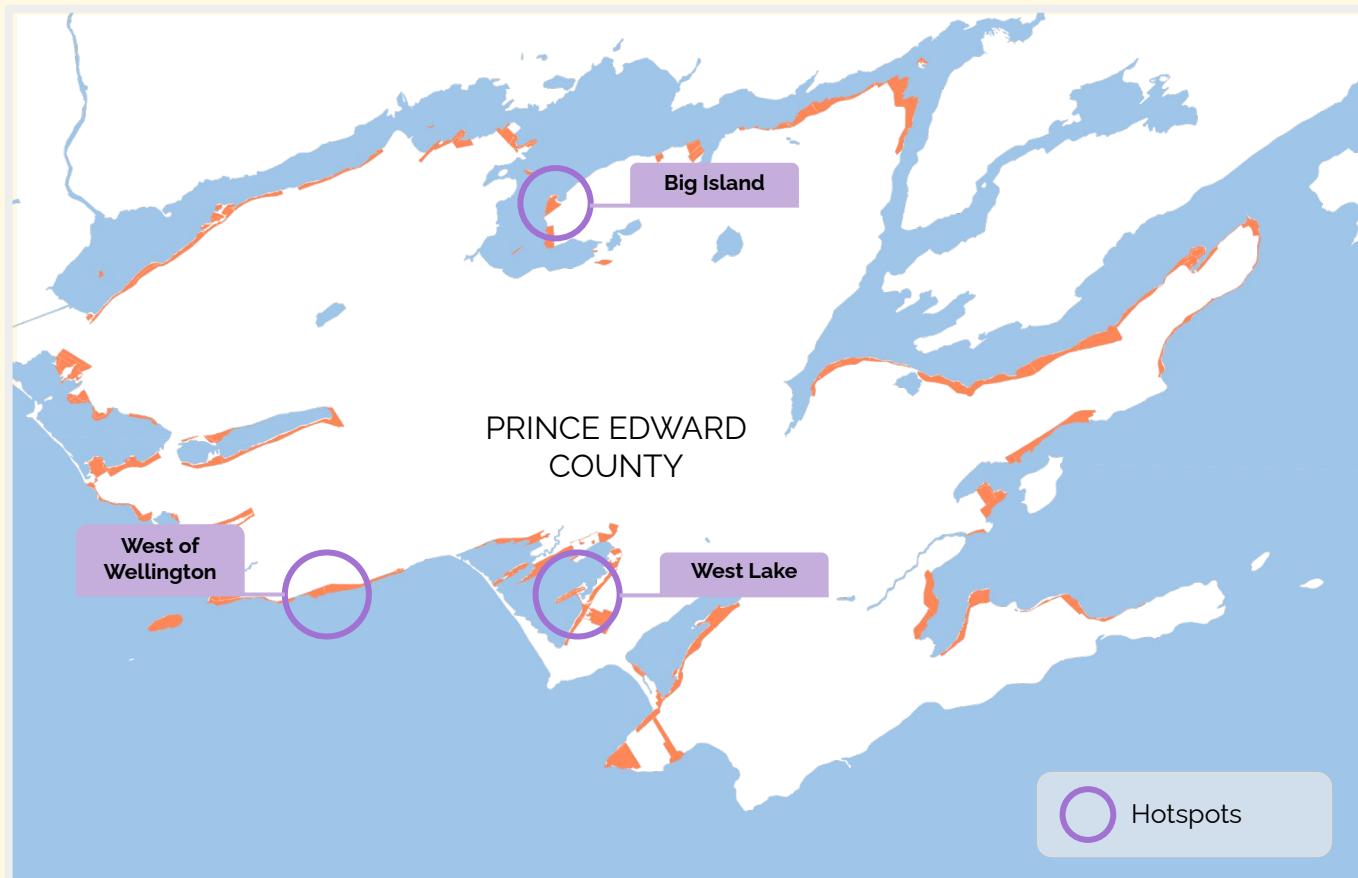 Big Island
PRINCE EDWARD
COUNTY
West of
Wellington
West Lake
Hotspots